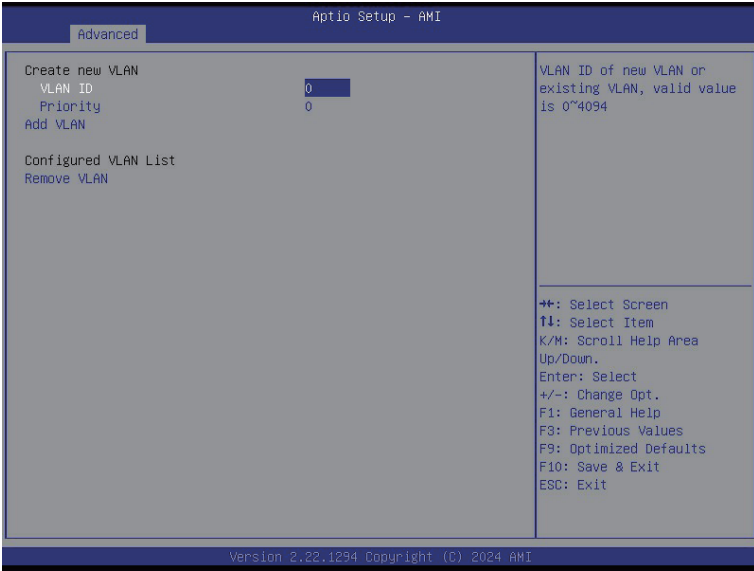 Aptio Setup – AMI
Advanced
Create new VLAN
VLAN ID 0
Priority 0
Add VLAN
Configured VLAN List
Remove VLAN
VLAN ID of new VLAN or
existing VLAN, valid value
is 0~4094
→←: Select Screen
↑↓: Select Item
K/M: Scroll Help Area
Up/Down.
Enter: Select
+/-: Change Opt.
F1: General Help
F3: Previous Values
F9: Optimized Defaults
F10: Save & Exit
ESC: Exit
Version 2.22.1294 Copyright (C) 2024 AMI